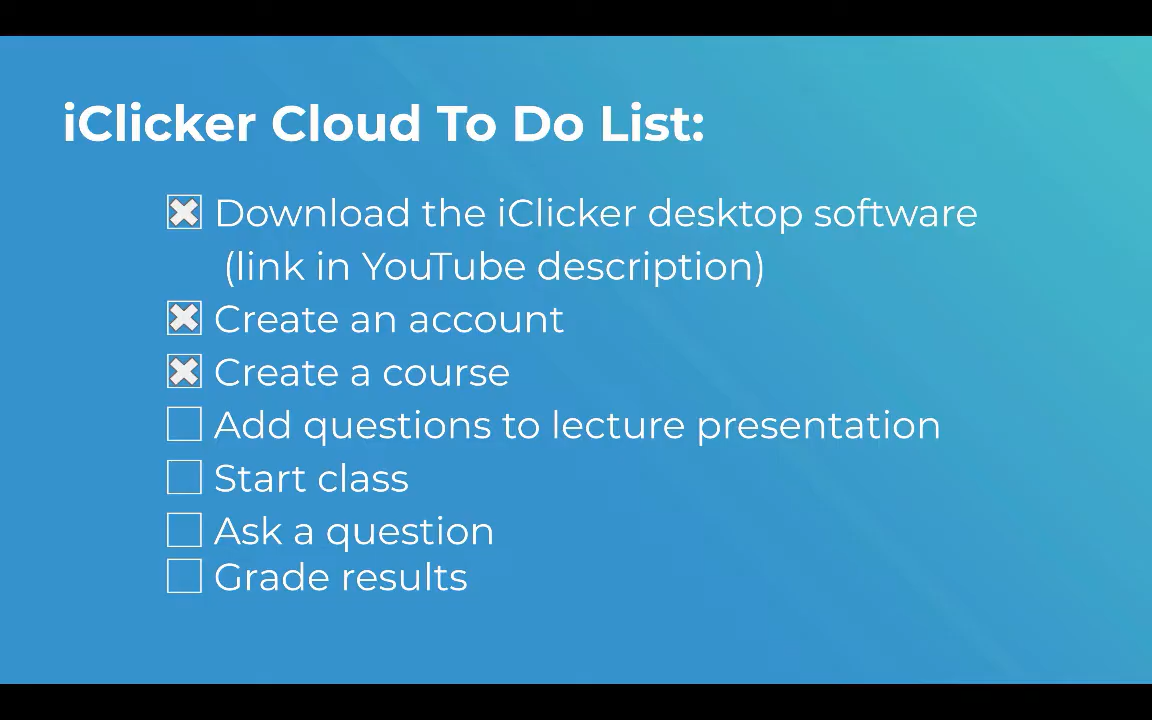 iClicker Cloud To Do List:
Download the iClicker desktop software
(link in YouTube description)
Create an account
Create a course
Add questions to lecture presentation
Start class
Ask a question
Grade results